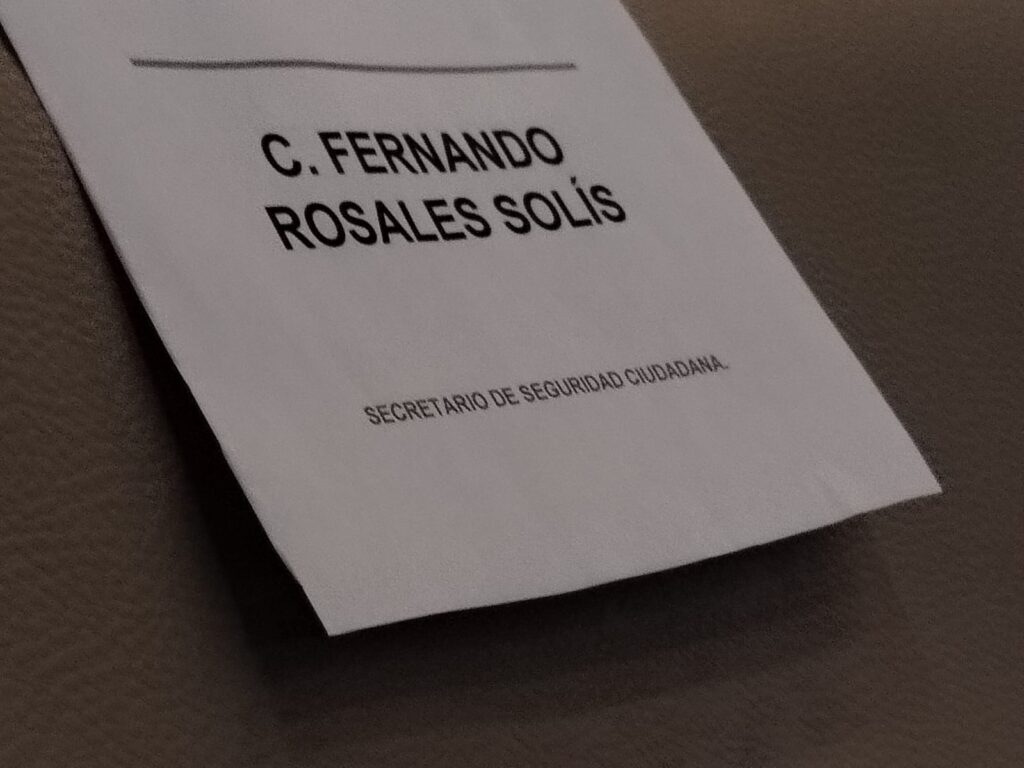 C. FERNANDO
ROSALES SOLÍS
SECRETARIO DE SEGURIDAD CIUDADANA.